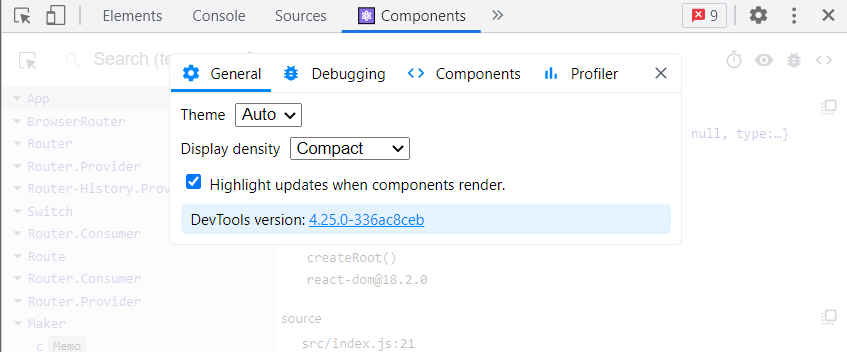 Elements Console Sources Components » 9
Search (te
General Debugging Components Profiler
Theme Auto
Display density Compact
Highlight updates when components render.
DevTools version: 4.25.0-336ac8ceb
App
BrowserRouter
null, type:…}
Router
Router.Provider
Router-History.Prov
Switch
Router.Consumer
Route
createRoot()
Router.Consumer
react-dom@18.2.0
Router.Provider
Maker
source
c Memo
src/index.js:21